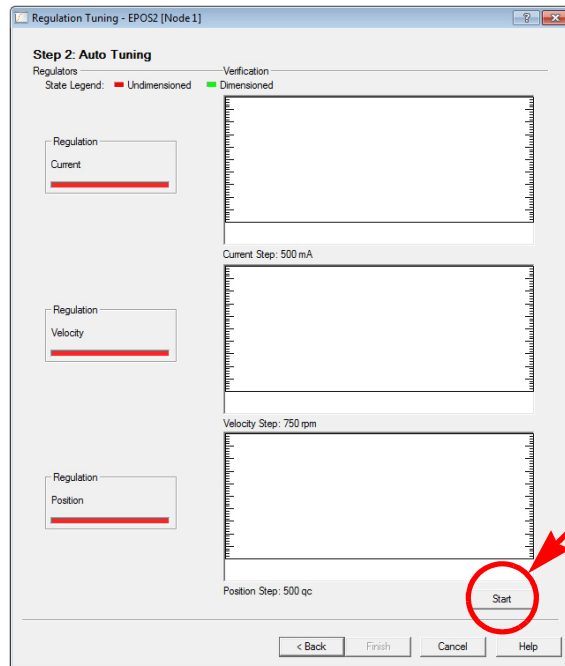 Regulation Tuning - EPOS2 [Node 1]
Step 2: Auto Tuning
Regulators
Verification
State Legend: Undimensioned Dimensioned
Regulation
Current
Current Step: 500 mA
Regulation
Velocity
Velocity Step: 750 rpm
Regulation
Position
Position Step: 500 qc
Start
< Back Finish Cancel Help